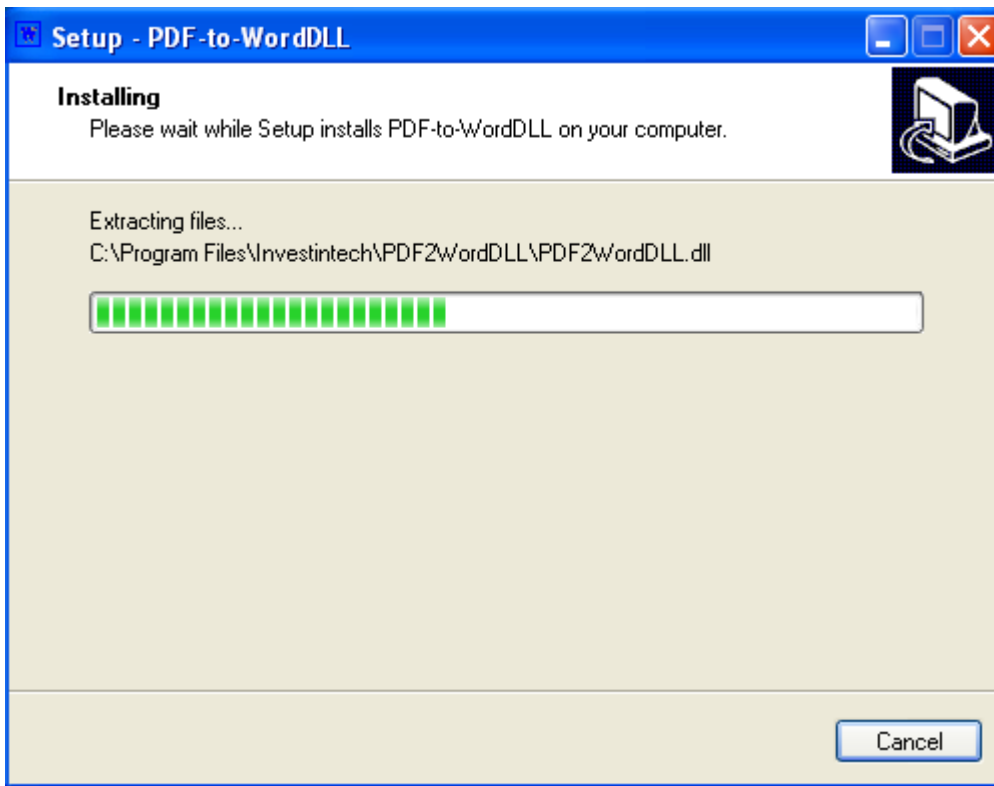 Setup - PDF-to-WordDLL
Installing
Please wait while Setup installs PDF-to-WordDLL on your computer.
Extracting files...
C:\Program Files\Investintech\PDF2WordDLL\PDF2WordDLL.dll
Cancel